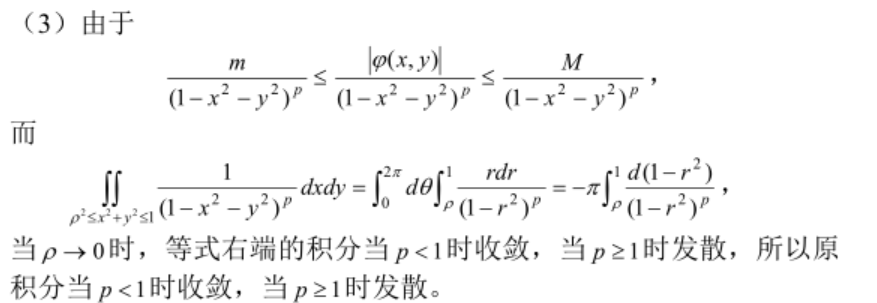 （3）由于
$$\frac{m}{(1-x^2-y^2)^p} \le \frac{|\varphi(x,y)|}{(1-x^2-y^2)^p} \le \frac{M}{(1-x^2-y^2)^p}，$$
而
$$\iint\limits_{\rho^2 \le x^2+y^2 \le 1} \frac{1}{(1-x^2-y^2)^p} dxdy = \int_0^{2\pi} d\theta \int_\rho^1 \frac{rdr}{(1-r^2)^p} = -\pi \int_\rho^1 \frac{d(1-r^2)}{(1-r^2)^p}，$$
当 $\rho \to 0$ 时，等式右端的积分当 $p<1$ 时收敛，当 $p \ge 1$ 时发散，所以原
积分当 $p<1$ 时收敛，当 $p \ge 1$ 时发散。